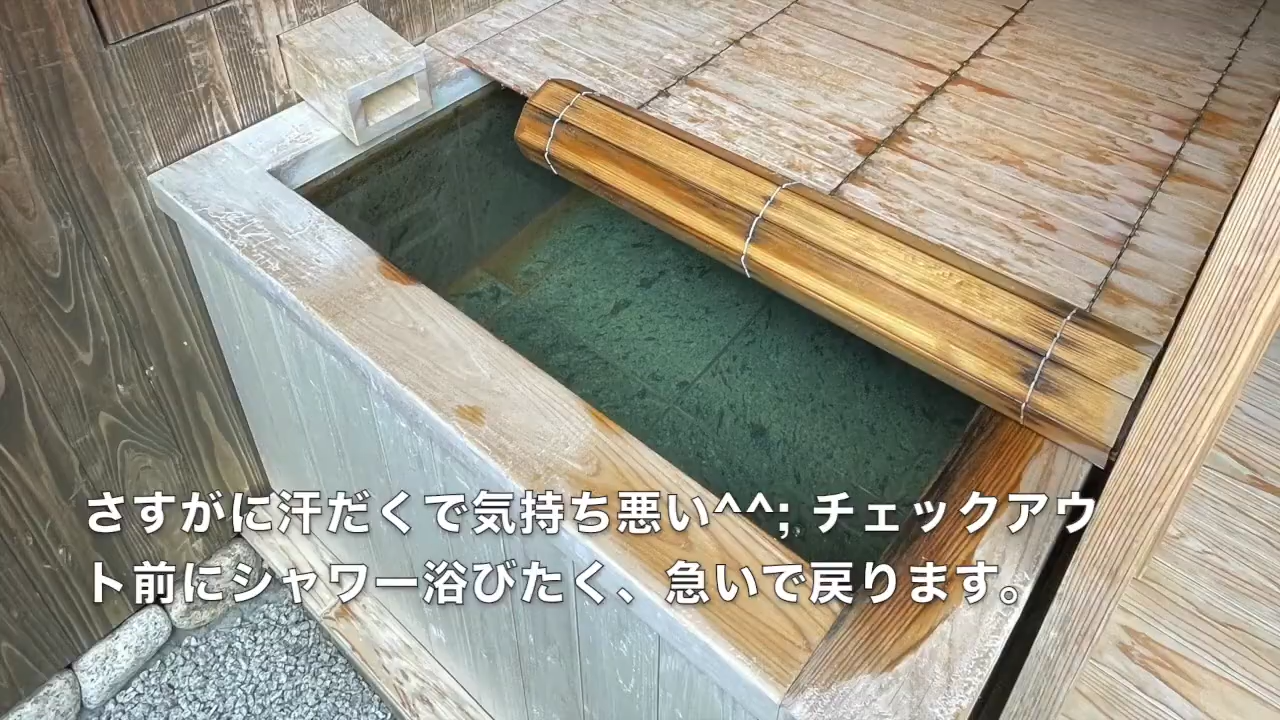 さすがに汗だくで気持ち悪い^^; チェックアウ
ト前にシャワー浴びたく、急いで戻ります。